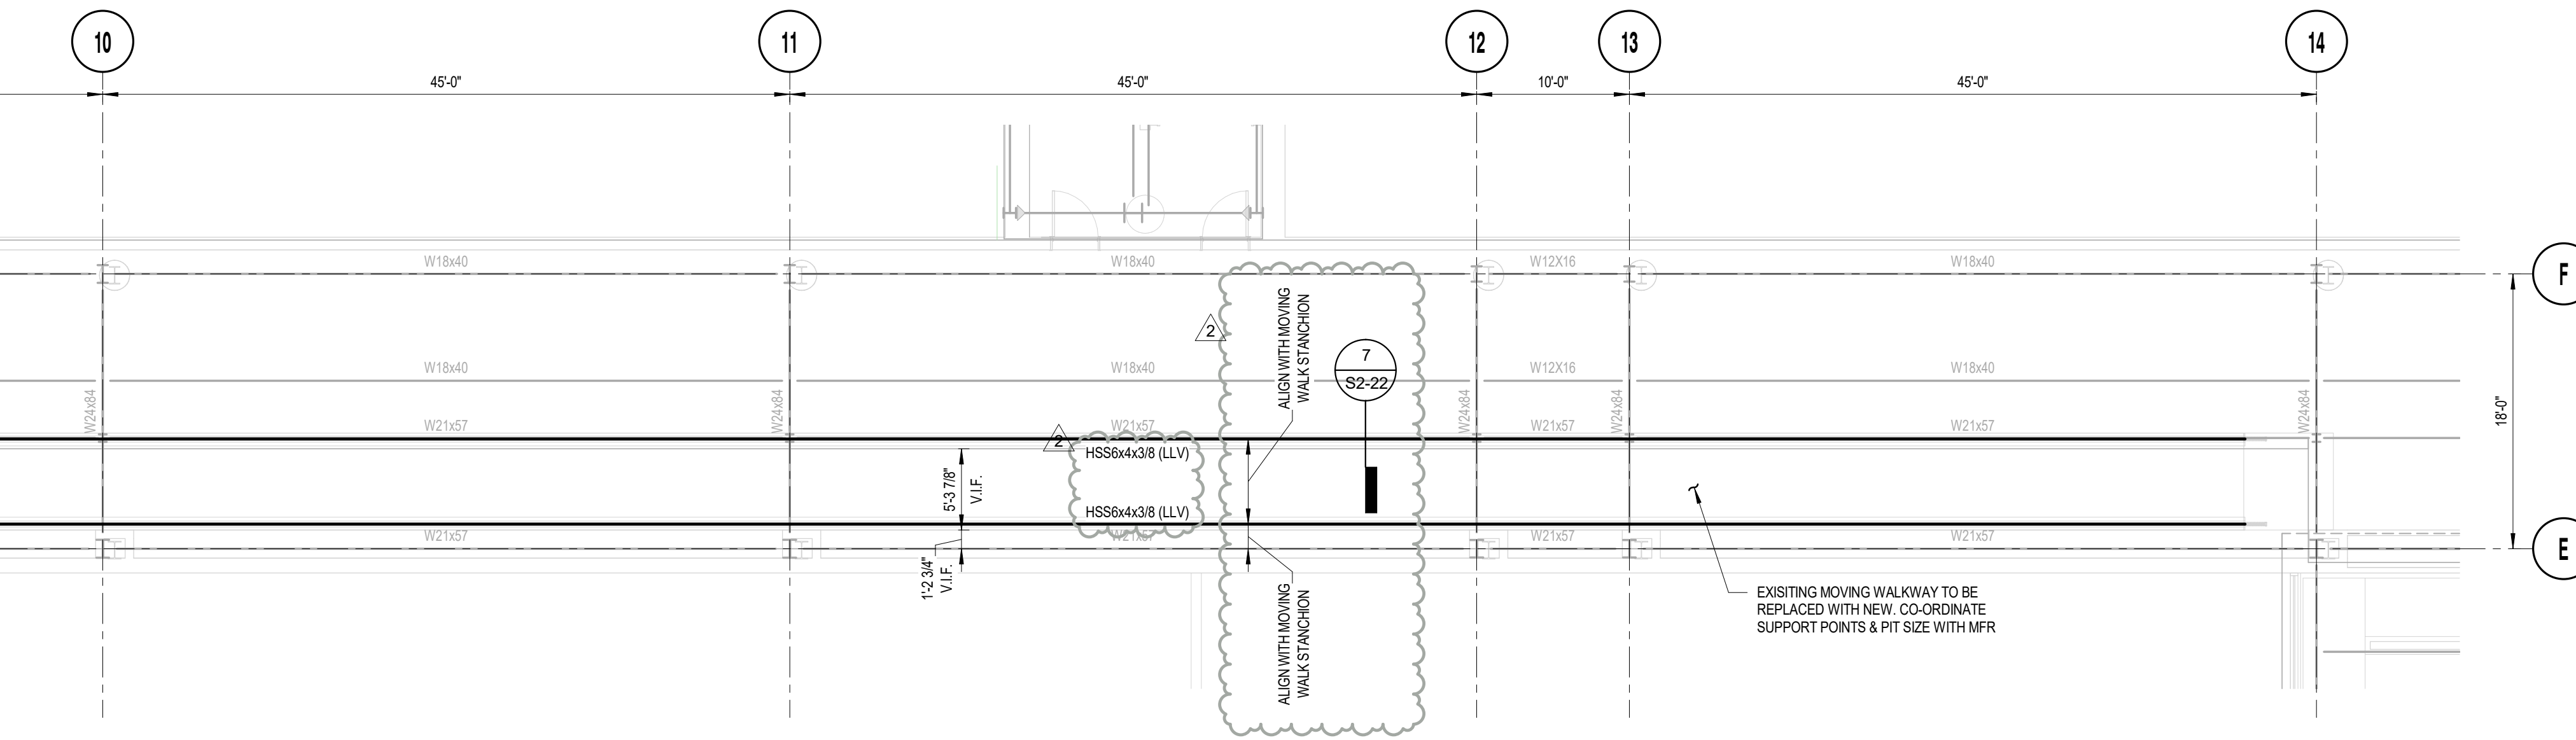 10
11
12
13
14
45'-0"
45'-0"
10'-0"
45'-0"
W18x40
W18x40
W12X16
W18x40
F
2
ALIGN WITH MOVING
WALK STANCHION
7
S2-22
W18x40
W18x40
W12X16
W18x40
W24x84
W24x84
W24x84
W24x84
W24x84
18'-0"
W21x57
W21x57
W21x57
W21x57
2
HSS6x4x3/8 (LLV)
5'-3 7/8"
V.I.F.
HSS6x4x3/8 (LLV)
W21x57
W21x57
W21x57
W21x57
E
1'-2 3/4"
V.I.F.
ALIGN WITH MOVING
WALK STANCHION
EXISITING MOVING WALKWAY TO BE
REPLACED WITH NEW. CO-ORDINATE
SUPPORT POINTS & PIT SIZE WITH MFR